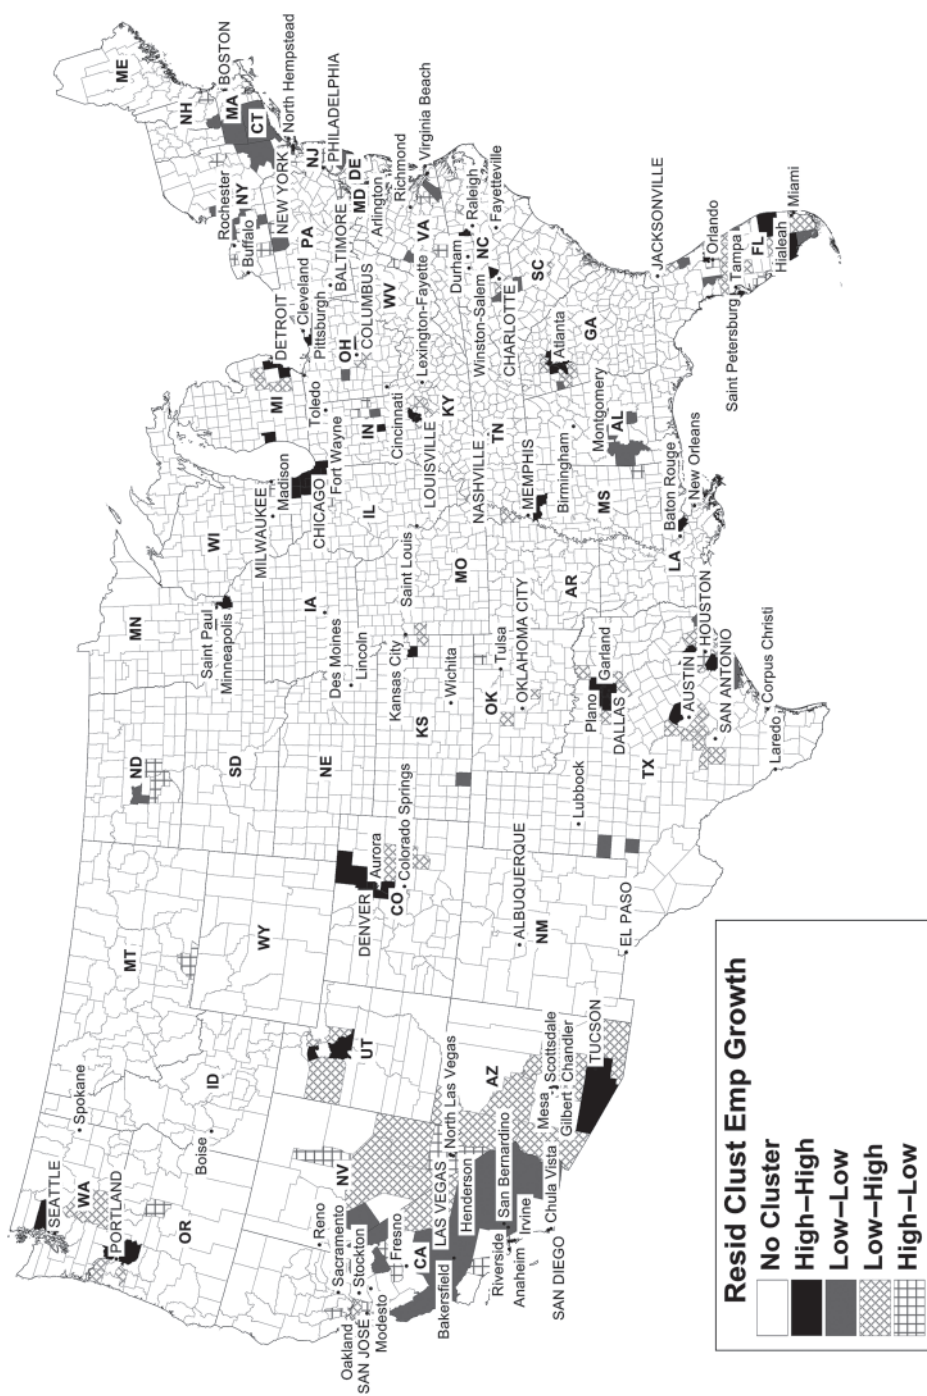 SEATTLE
WA
Spokane
PORTLAND
OR
Boise
ID
MT
WY
ND
SD
NE
MN
Saint Paul
Minneapolis
WI
MILWAUKEE
Madison
CHICAGO
Fort Wayne
IA
Des Moines
Lincoln
IL
IN
MI
DETROIT
Toledo
Cleveland
Pittsburgh
OH
COLUMBUS
Cincinnati
Rochester
Buffalo
NY
NEW YORK
PA
NJ
PHILADELPHIA
BALTIMORE
MD
DE
Arlington
Richmond
Virginia Beach
VA
WV
ME
NH
MA
BOSTON
CT
North Hempstead
Reno
Sacramento
Stockton
Oakland
SAN JOSE
Modesto
Fresno
CA
NV
LAS VEGAS
North Las Vegas
Henderson
Bakersfield
San Bernardino
Riverside
Anaheim
Irvine
Chula Vista
SAN DIEGO
UT
AZ
Mesa
Scottsdale
Gilbert
Chandler
TUCSON
DENVER
Aurora
CO
Colorado Springs
ALBUQUERQUE
NM
EL PASO
KS
Kansas City
Wichita
Saint Louis
MO
OK
Tulsa
OKLAHOMA CITY
AR
Lubbock
Plano
Garland
DALLAS
TX
AUSTIN
HOUSTON
SAN ANTONIO
Corpus Christi
Laredo
LOUISVILLE
Lexington-Fayette
KY
NASHVILLE
TN
MEMPHIS
Birmingham
MS
Montgomery
AL
Baton Rouge
LA
New Orleans
Atlanta
GA
Durham
Raleigh
NC
Fayetteville
Winston-Salem
CHARLOTTE
SC
JACKSONVILLE
Orlando
Tampa
Saint Petersburg
FL
Hialeah
Miami
Resid Clust Emp Growth
No Cluster
High–High
Low–Low
Low–High
High–Low